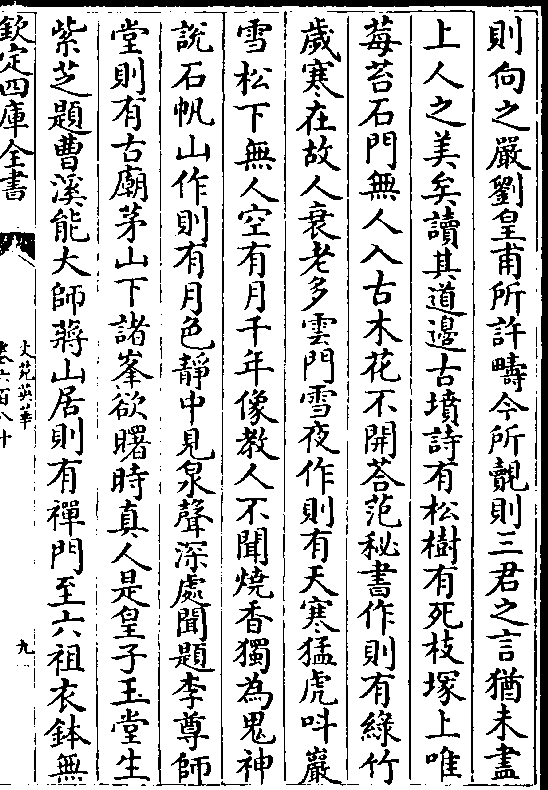 則向之嚴劉皇甫所許疇今所覿則三君之言猶未盡
上人之美矣讀其道邉古墳詩有松樹有死枝塚上唯
莓苔石門無人入古木花不開荅范秘書作則有綠竹
歲寒在故人衰老多雲門雪夜作則有天寒猛虎呌巖
雪松下無人空有月千年像教人不聞燒香獨為鬼神
說石帆山作則有月色靜中見泉聲深處聞題李尊師
堂則有古廟茅山下諸峯欲曙時真人是皇子玉堂生
紫芝題曹溪能大師蔣山居則有禪門至六祖衣鉢無
欽定四庫全書
文苑英華
卷六百八十
九